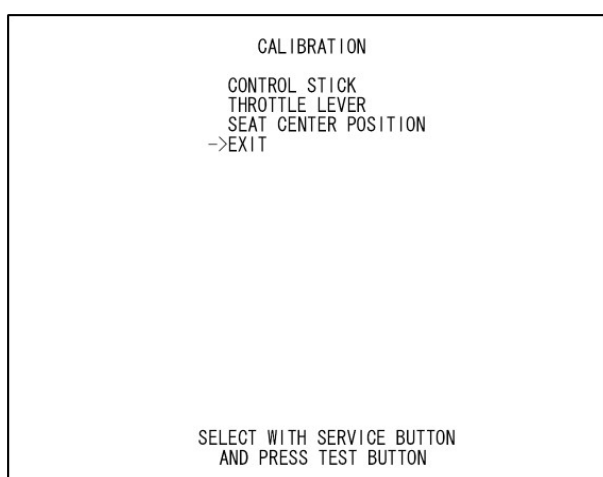 CALIBRATION
CONTROL STICK
THROTTLE LEVER
SEAT CENTER POSITION
->EXIT
SELECT WITH SERVICE BUTTON
AND PRESS TEST BUTTON